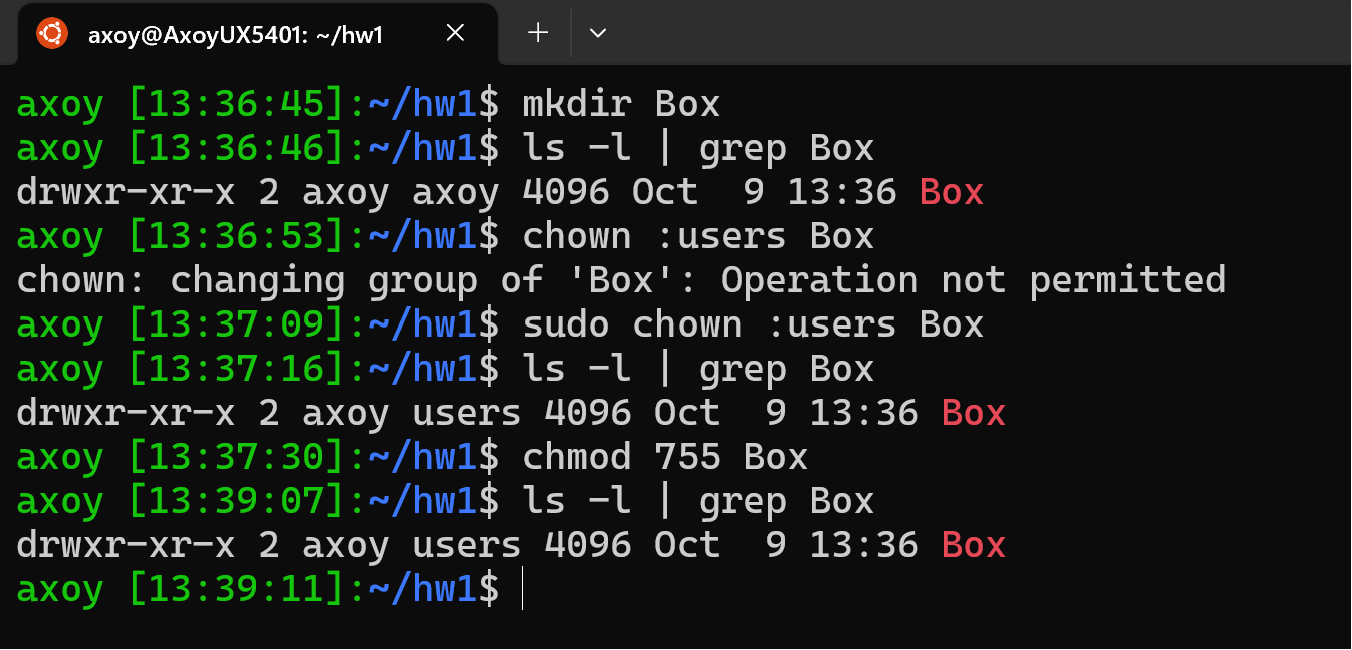 axoy@AxoyUX5401: ~/hw1
axoy [13:36:45]:~/hw1$ mkdir Box
axoy [13:36:46]:~/hw1$ ls -l | grep Box
drwxr-xr-x 2 axoy axoy 4096 Oct  9 13:36 Box
axoy [13:36:53]:~/hw1$ chown :users Box
chown: changing group of 'Box': Operation not permitted
axoy [13:37:09]:~/hw1$ sudo chown :users Box
axoy [13:37:16]:~/hw1$ ls -l | grep Box
drwxr-xr-x 2 axoy users 4096 Oct  9 13:36 Box
axoy [13:37:30]:~/hw1$ chmod 755 Box
axoy [13:39:07]:~/hw1$ ls -l | grep Box
drwxr-xr-x 2 axoy users 4096 Oct  9 13:36 Box
axoy [13:39:11]:~/hw1$